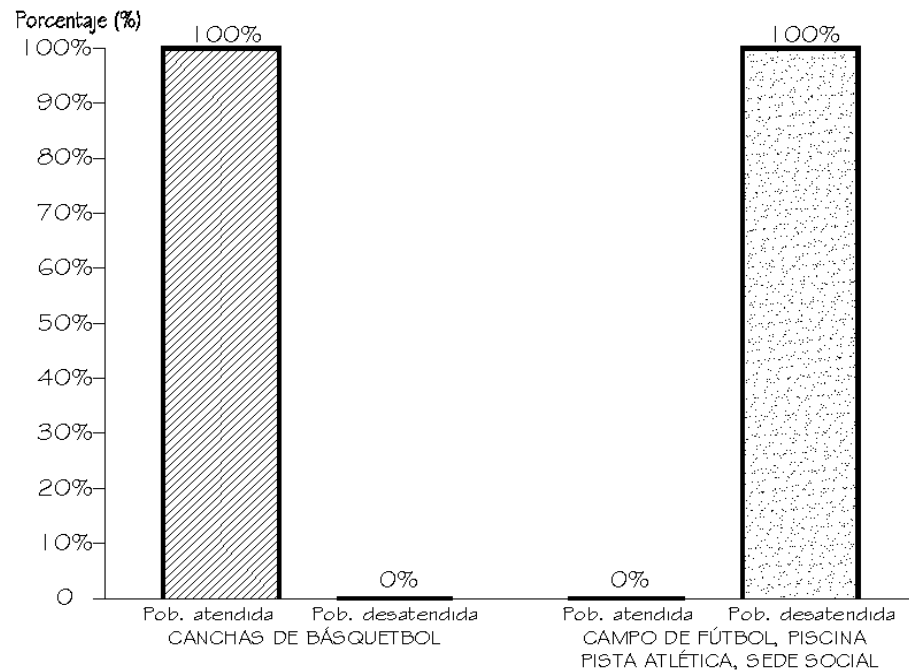 Porcentaje (%)
100%
90%
80%
70%
60%
50%
40%
30%
20%
10%
0
100%
0%
0%
100%
Pob. atendida
Pob. desatendida
Pob. atendida
Pob. desatendida
CANCHAS DE BÁSQUETBOL
CAMPO DE FÚTBOL, PISCINA
PISTA ATLÉTICA, SEDE SOCIAL